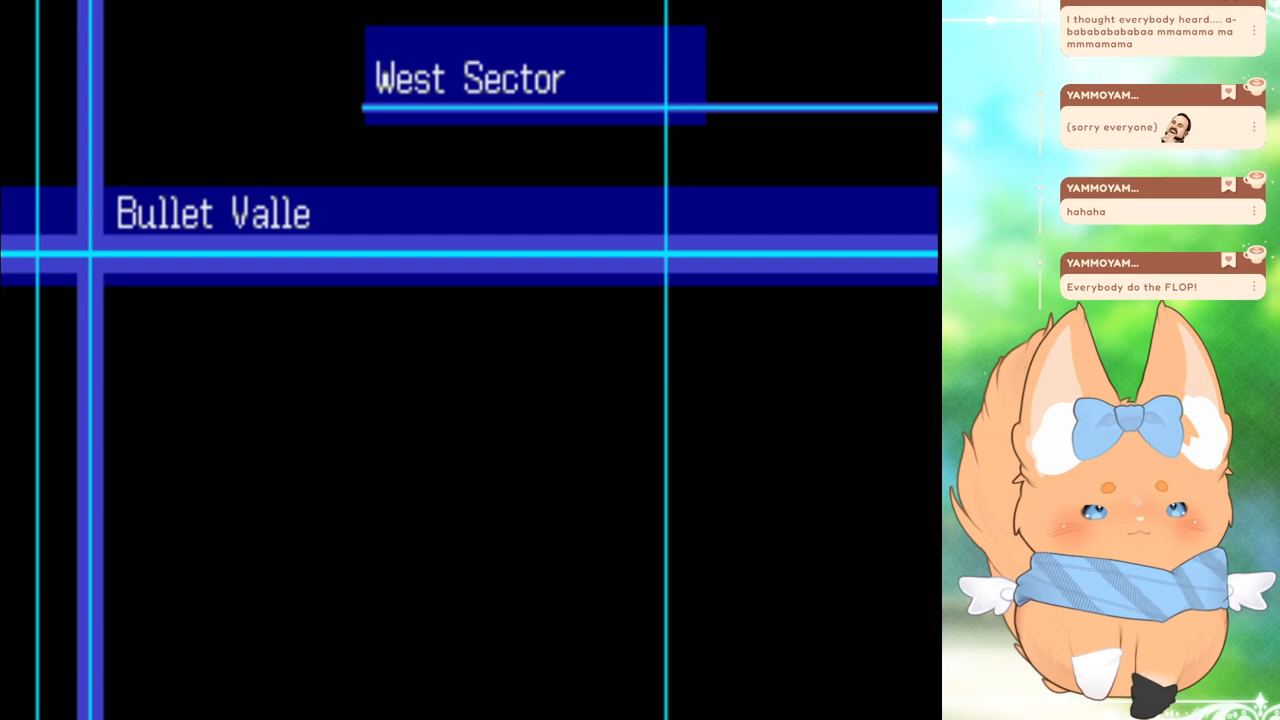 West Sector
Bullet Valle
I thought everybody heard.... a-
babababababaa mmamama ma
mmmamama
YAMMOYAM...
(sorry everyone)
YAMMOYAM...
hahaha
YAMMOYAM...
Everybody do the FLOP!